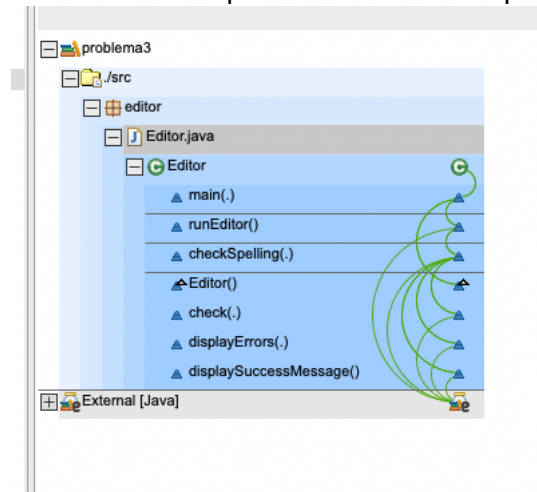 problema3
./src
editor
Editor.java
Editor
main(.)
runEditor()
checkSpelling(.)
Editor()
check(.)
displayErrors(.)
displaySuccessMessage()
External [Java]